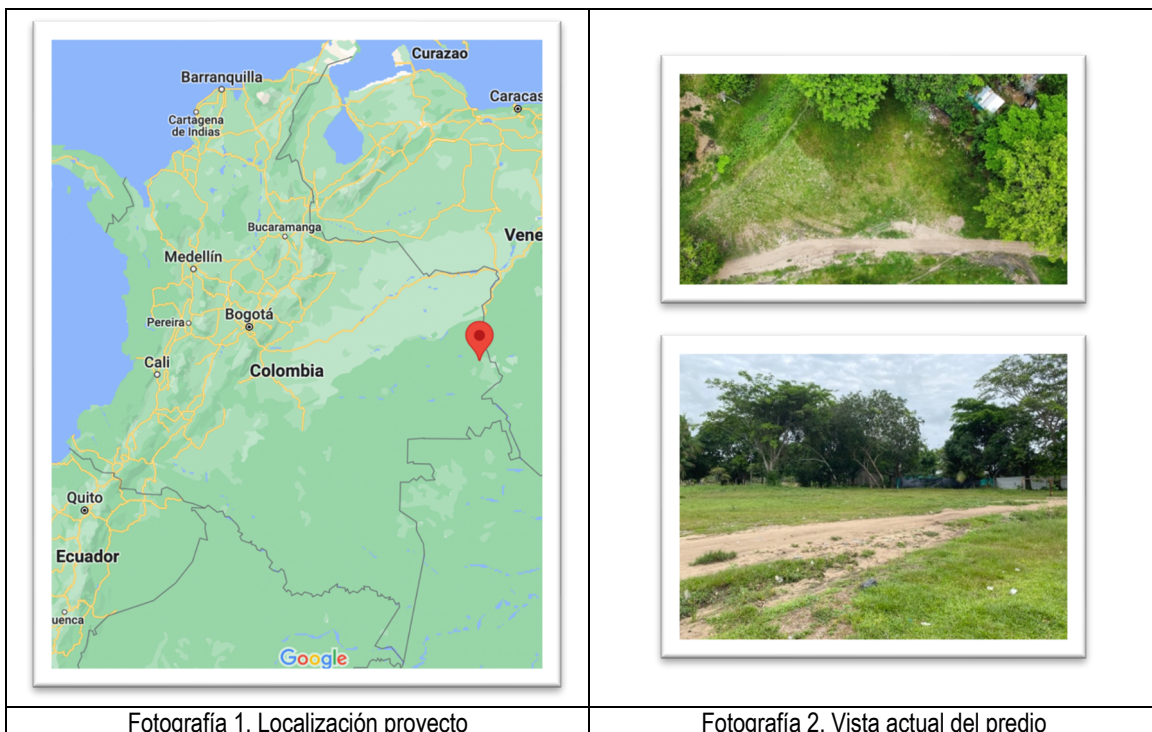 Curazao
Barranquilla
Caracas
Cartagena
de Indias
Bucaramanga
Vene
Medellín
Bogotá
Pereira
Cali
Colombia
Quito
Ecuador
uenca
Google
Fotografía 1. Localización proyecto
Fotografía 2. Vista actual del predio